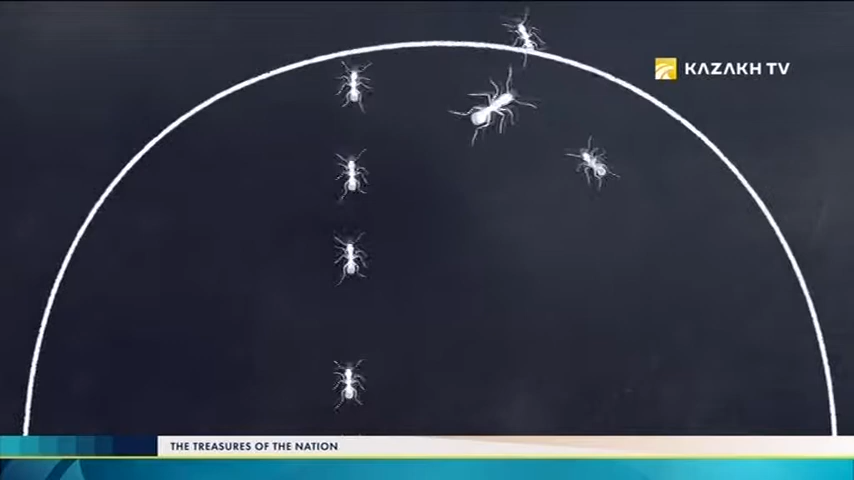 KAZAKH TV
THE TREASURES OF THE NATION